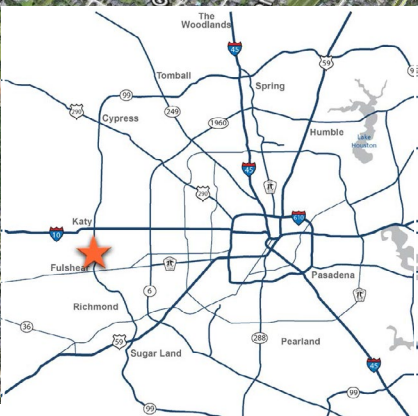 The
Woodlands
45
59
Tomball
99
Spring
290
249
Cypress
1960
Humble
Lake
Houston
45
290
Katy
10
10
Fulshear
Pasadena
6
Richmond
36
59
288
Pearland
Sugar Land
45
99
99